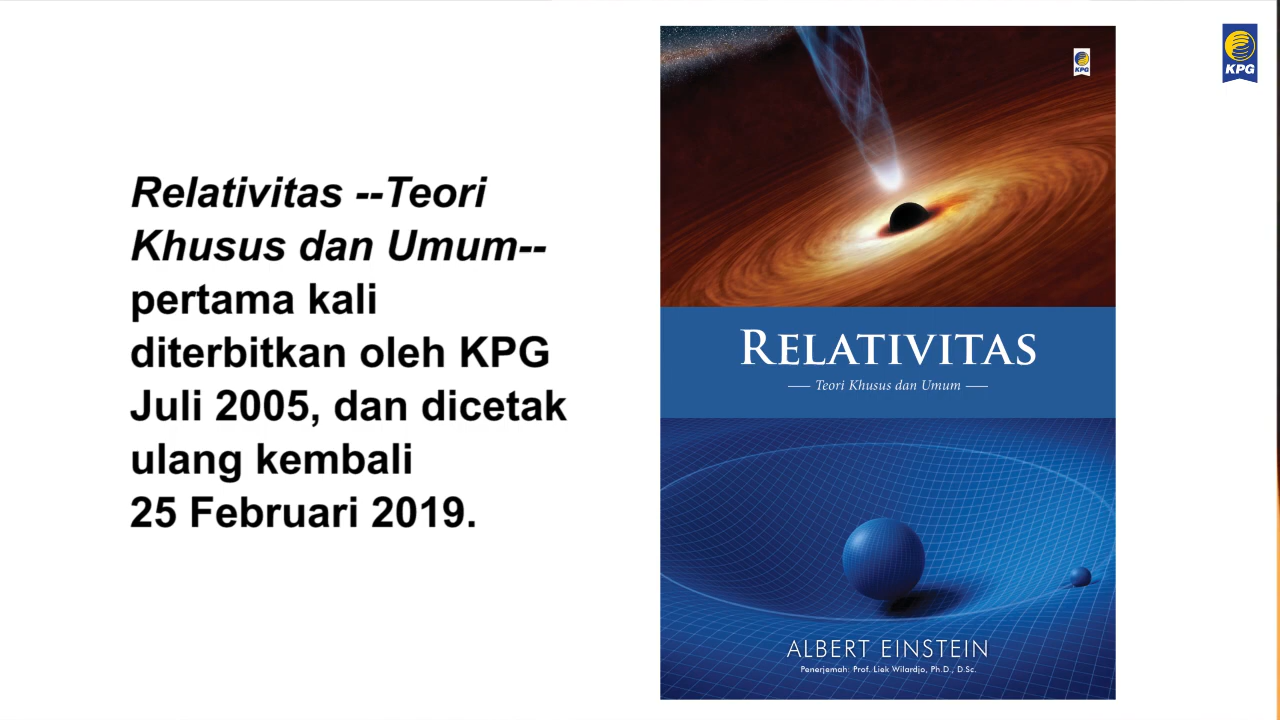 Relativitas --Teori
Khusus dan Umum--
pertama kali
diterbitkan oleh KPG
Juli 2005, dan dicetak
ulang kembali
25 Februari 2019.
KPG
RELATIVITAS
Teori Khusus dan Umum
ALBERT EINSTEIN
Penerjemah: Prof. Liek Wilardjo, Ph.D., D.Sc.
KPG